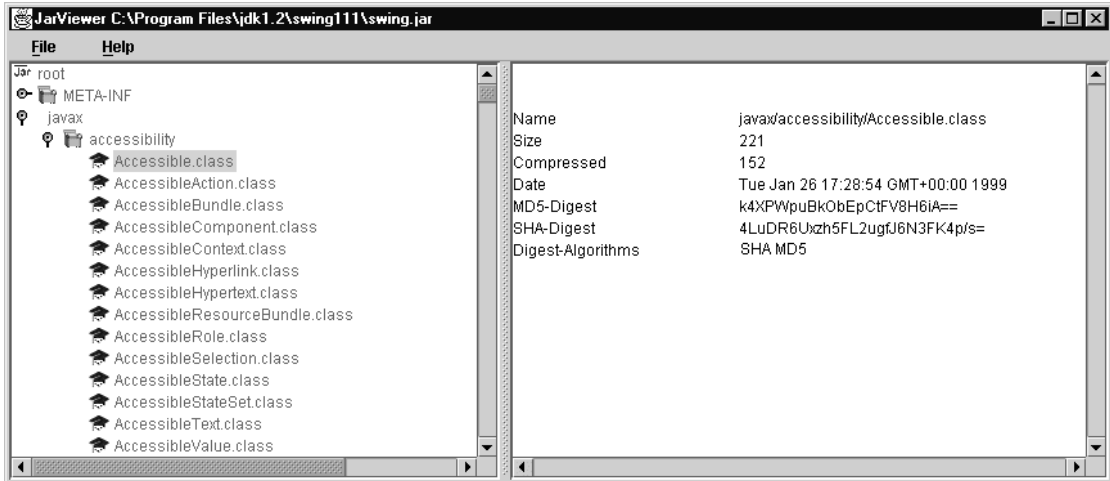 JarViewer C:\Program Files\jdk1.2\swing111\swing.jar
File Help
Jar root
META-INF
javax
accessibility
Accessible.class
AccessibleAction.class
AccessibleBundle.class
AccessibleComponent.class
AccessibleContext.class
AccessibleHyperlink.class
AccessibleHypertext.class
AccessibleResourceBundle.class
AccessibleRole.class
AccessibleSelection.class
AccessibleState.class
AccessibleStateSet.class
AccessibleText.class
AccessibleValue.class
Name javax/accessibility/Accessible.class
Size 221
Compressed 152
Date Tue Jan 26 17:28:54 GMT+00:00 1999
MD5-Digest k4XPWpuBkObEpCtFV8H6iA==
SHA-Digest 4LuDR6Uxzh5FL2ugfJ6N3FK4p/s=
Digest-Algorithms SHA MD5